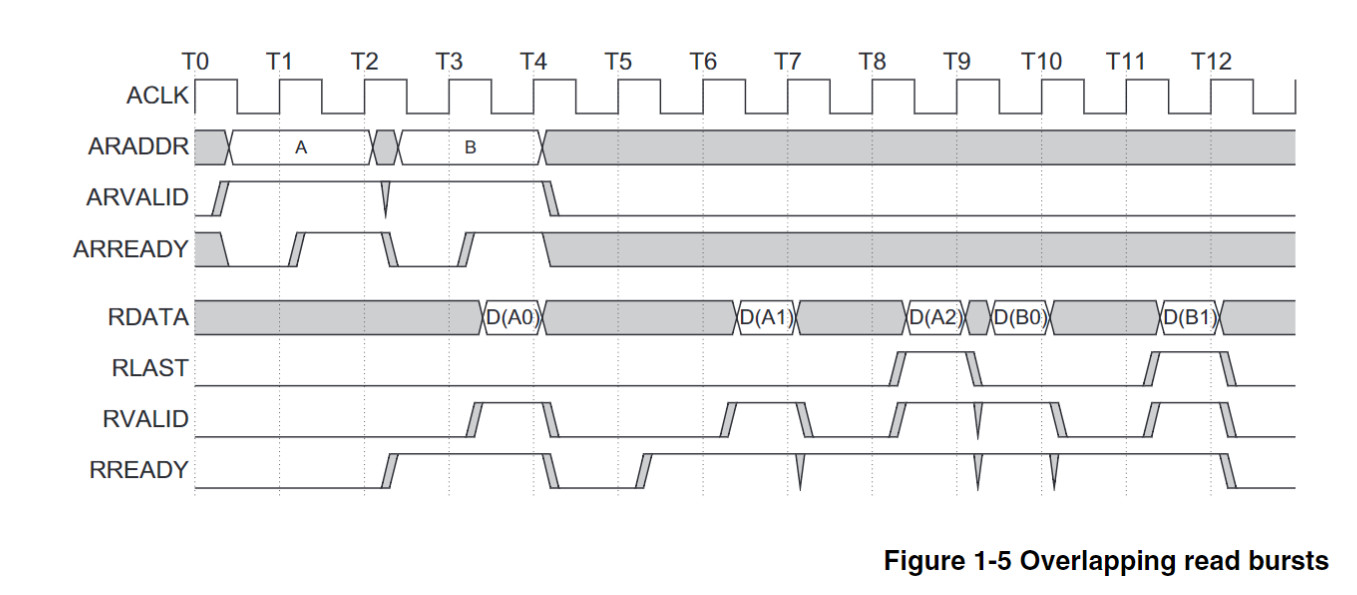 T0 T1 T2 T3 T4 T5 T6 T7 T8 T9 T10 T11 T12
ACLK
ARADDR A B
ARVALID
ARREADY
RDATA D(A0) D(A1) D(A2) D(B0) D(B1)
RLAST
RVALID
RREADY
Figure 1-5 Overlapping read bursts